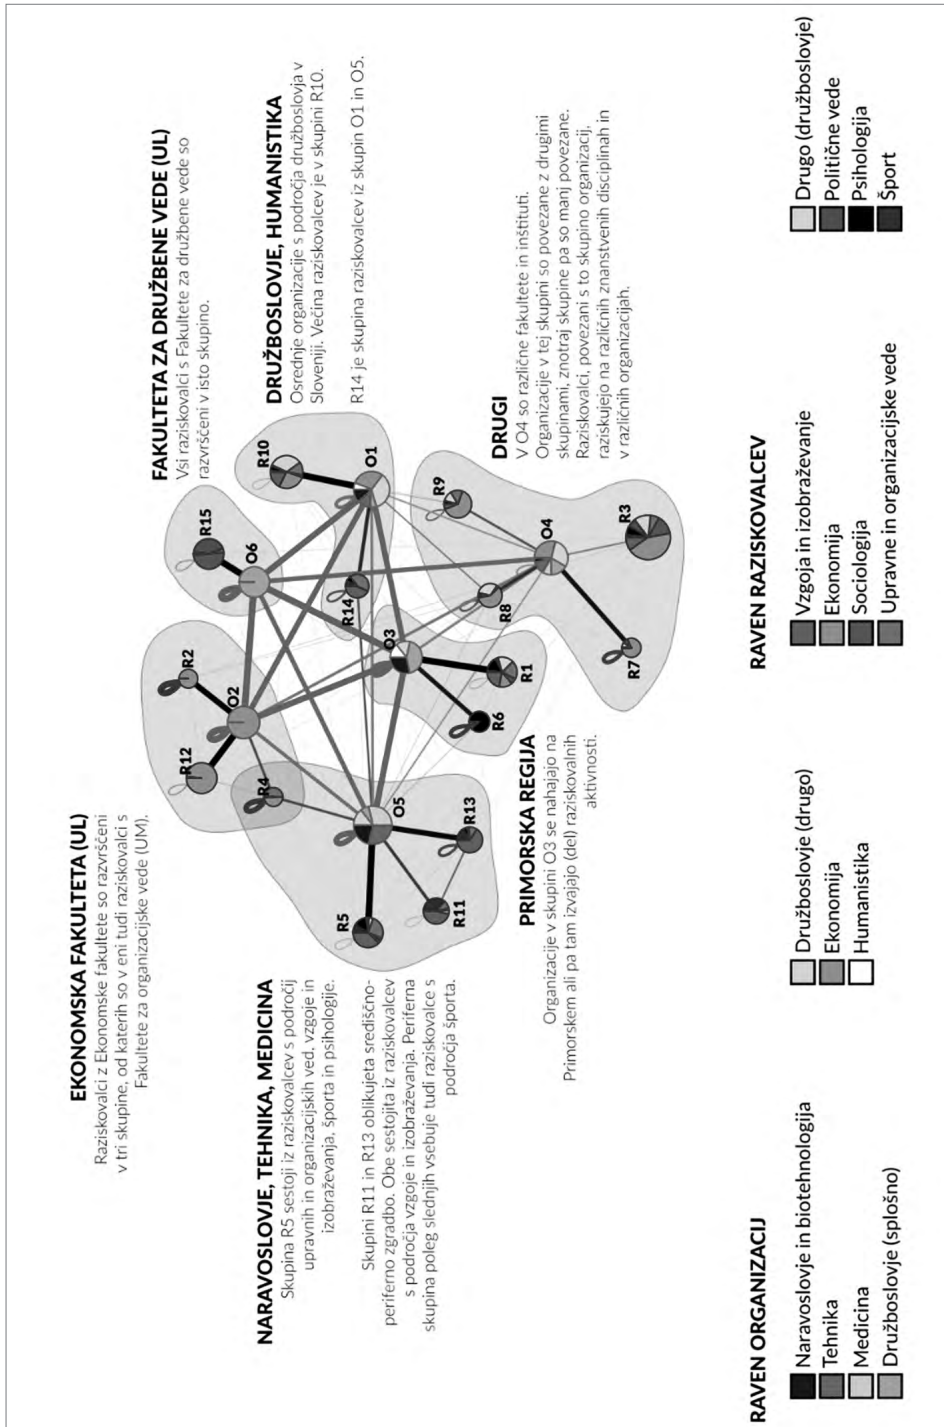 EKONOMSKA FAKULTETA (UL)
Raziskovalci z Ekonomske fakultete so razvrščeni
v tri skupine, od katerih so v eni tudi raziskovalci s
Fakultete za organizacijske vede (UM).
FAKULTETA ZA DRUŽBENE VEDE (UL)
Vsi raziskovalci s Fakultete za družbene vede so
razvrščeni v isto skupino.
NARAVOSLOVJE, TEHNIKA, MEDICINA
Skupina R5 sestoji iz raziskovalcev s področij
upravnih in organizacijskih ved, vzgoje in
izobraževanja, športa in psihologije.
Skupini R11 in R13 oblikujeta središčno-
periferno zgradbo. Obe sestojita iz raziskovalcev
s področja vzgoje in izobraževanja. Periferna
skupina poleg slednjih vsebuje tudi raziskovalce s
področja športa.
DRUŽBOSLOVJE, HUMANISTIKA
Osrednje organizacije s področja družboslovja v
Sloveniji. Večina raziskovalcev je v skupini R10.
R14 je skupina raziskovalcev iz skupin O1 in O5.
R2
R12
O2
R4
R15
O6
R10
O1
R14
O3
R5
O5
R11
R13
R6
R1
R8
R9
O4
R3
R7
PRIMORSKA REGIJA
Organizacije v skupini O3 se nahajajo na
Primorskem ali pa tam izvajajo (del) raziskovalnih
aktivnosti.
DRUGI
V O4 so različne fakultete in inštituti.
Organizacije v tej skupini so povezane z drugimi
skupinami, znotraj skupine pa so manj povezane.
Raziskovalci, povezani s to skupino organizacij,
raziskujejo na različnih znanstvenih disciplinah in
v različnih organizacijah.
RAVEN ORGANIZACIJ
Naravoslovje in biotehnologija
Tehnika
Medicina
Družboslovje (splošno)
Družboslovje (drugo)
Ekonomija
Humanistika
RAVEN RAZISKOVALCEV
Vzgoja in izobraževanje
Ekonomija
Sociologija
Upravne in organizacijske vede
Drugo (družboslovje)
Politične vede
Psihologija
Šport